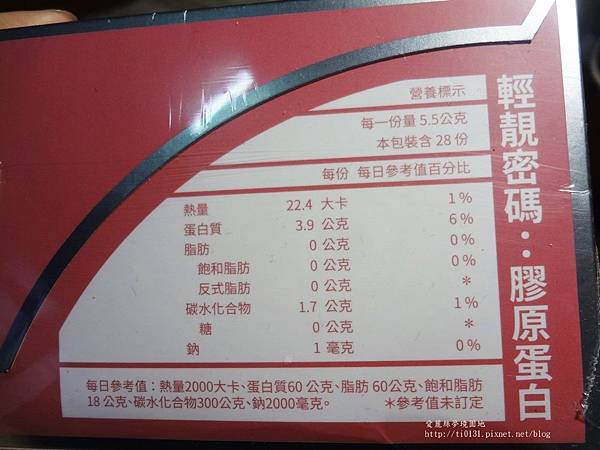 營養標示
每一份量 5.5公克
本包裝含 28 份
每份 每日參考值百分比
熱量 22.4 大卡 1%
蛋白質 3.9 公克 6%
脂肪 0 公克 0%
飽和脂肪 0 公克 0%
反式脂肪 0 公克 *
碳水化合物 1.7 公克 1%
糖 0 公克 *
鈉 1 毫克 0%
每日參考值：熱量2000大卡、蛋白質60 公克、脂肪 60公克、飽和脂肪
18 公克、碳水化合物300公克、鈉2000毫克。 *參考值未訂定
輕靚密碼：膠原蛋白
愛麗絲夢境園地
http://ti0131.pixnet.net/blog